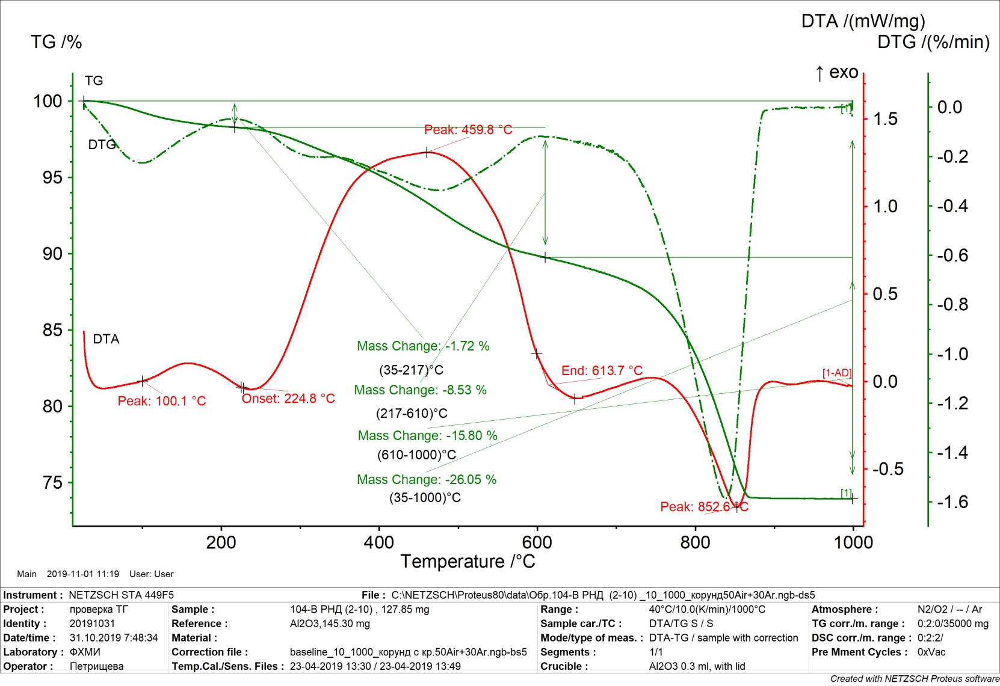 DTA /(mW/mg)
TG /%
DTG /(%/min)
↑ exo
TG
100
0.0
[1]
1.5
Peak: 459.8 °C
DTG
-0.2
95
1.0
-0.4
90
-0.6
0.5
-0.8
85
DTA
Mass Change: -1.72 %
-1.0
(35-217)°C
End: 613.7 °C
[1-AD]
0.0
Mass Change: -8.53 %
Peak: 100.1 °C
Onset: 224.8 °C
80
-1.2
(217-610)°C
Mass Change: -15.80 %
(610-1000)°C
-1.4
-0.5
75
Mass Change: -26.05 %
(35-1000)°C
[1]
-1.6
Peak: 852.6 °C
200
400
600
800
1000
Temperature /°C
Main 2019-11-01 11:19 User: User
Instrument : NETZSCH STA 449F5 File : C:\NETZSCH\Proteus80\data\Обр.104-В РНД (2-10) _10_1000_корунд50Air+30Ar.ngb-ds5
Project : проверка ТГ Sample : 104-В РНД (2-10) , 127.85 mg Range : 40°C/10.0(K/min)/1000°C Atmosphere : N2/O2 / -- / Ar
Identity : 20191031 Reference : Al2O3,145.30 mg Sample car./TC : DTA/TG S / S TG corr./m. range : 0:2:0/35000 mg
Date/time : 31.10.2019 7:48:34 Material : Mode/type of meas. : DTA-TG / sample with correction DSC corr./m. range : 0:2:2/
Laboratory : ФХМИ Correction file : baseline_10_1000_корунд с кр.50Air+30Ar.ngb-bs5 Segments : 1/1 Pre Mment Cycles : 0xVac
Operator : Петрищева Temp.Cal./Sens. Files : 23-04-2019 13:30 / 23-04-2019 13:49 Crucible : Al2O3 0.3 ml, with lid
Created with NETZSCH Proteus software